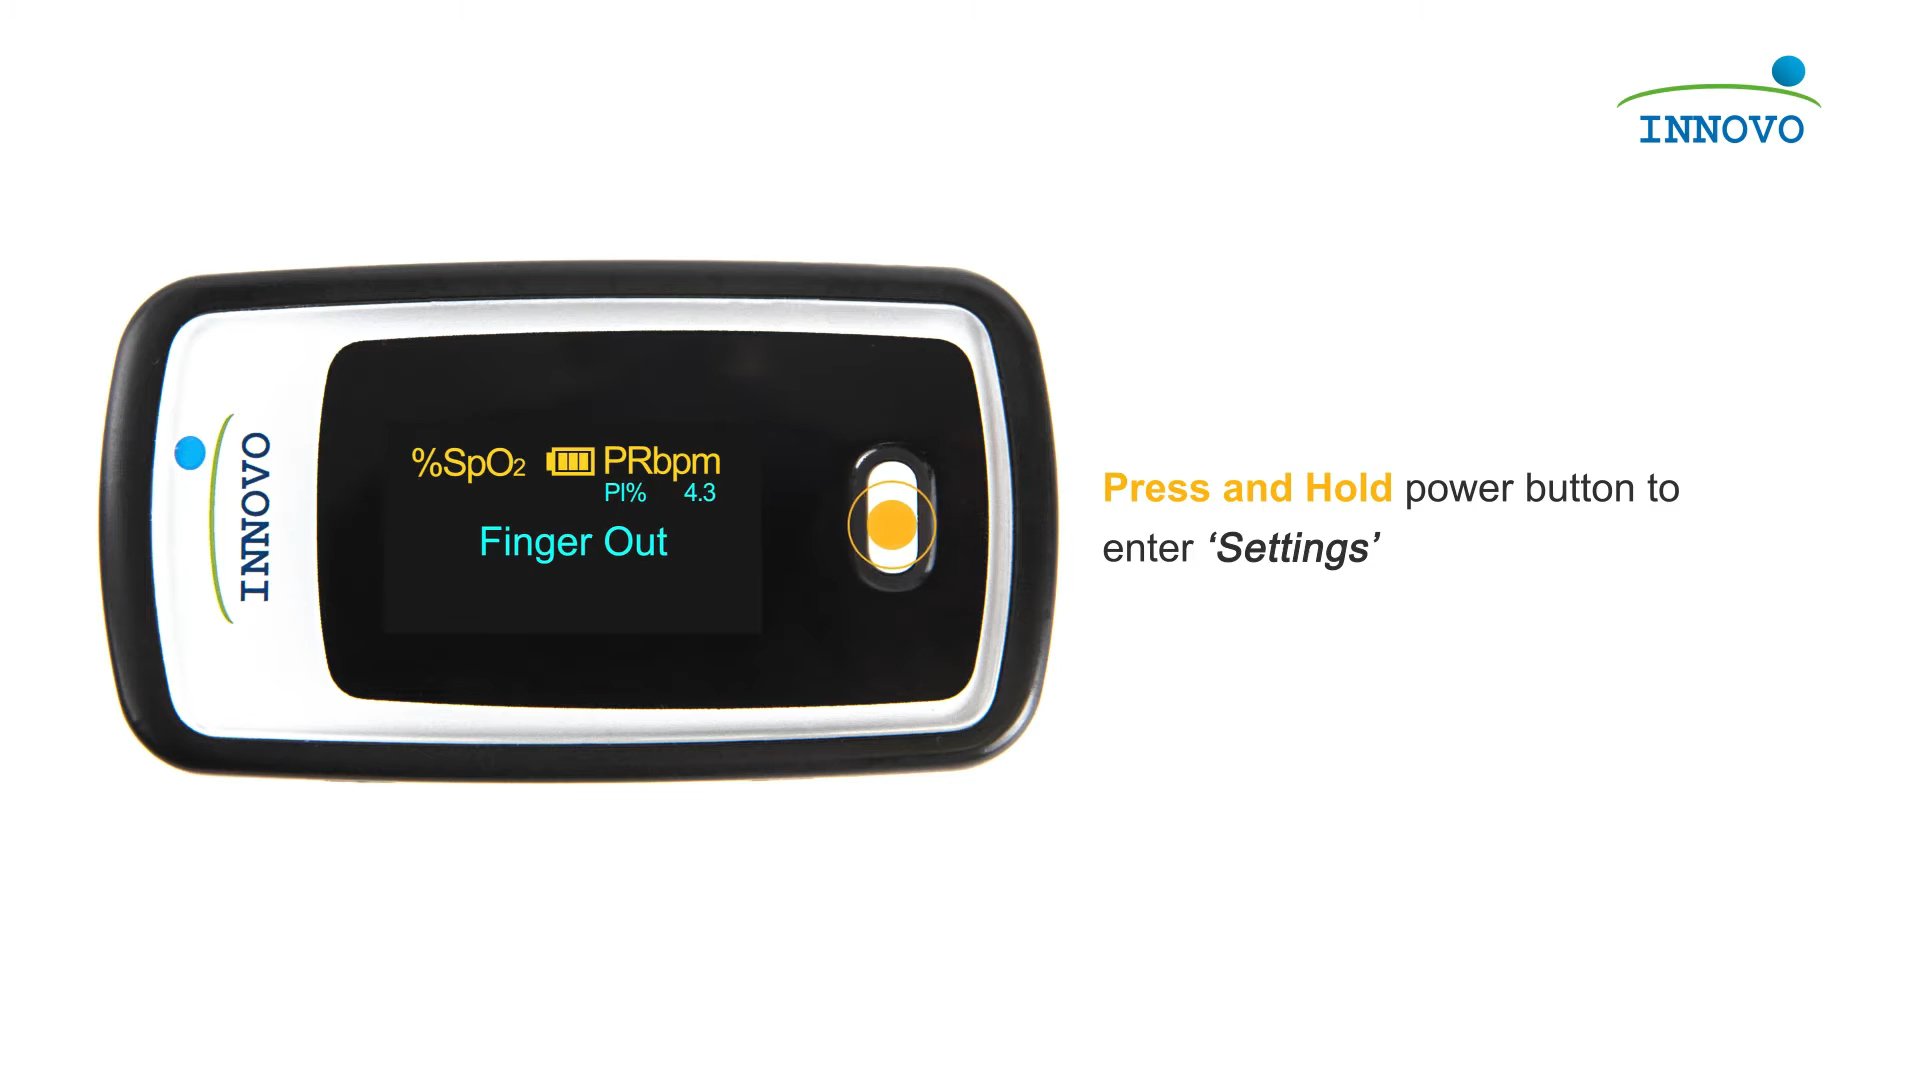 INNOVO
INNOVO
%SpO₂ PRbpm
PI% 4.3
Finger Out
Press and Hold power button to
enter ‘Settings’